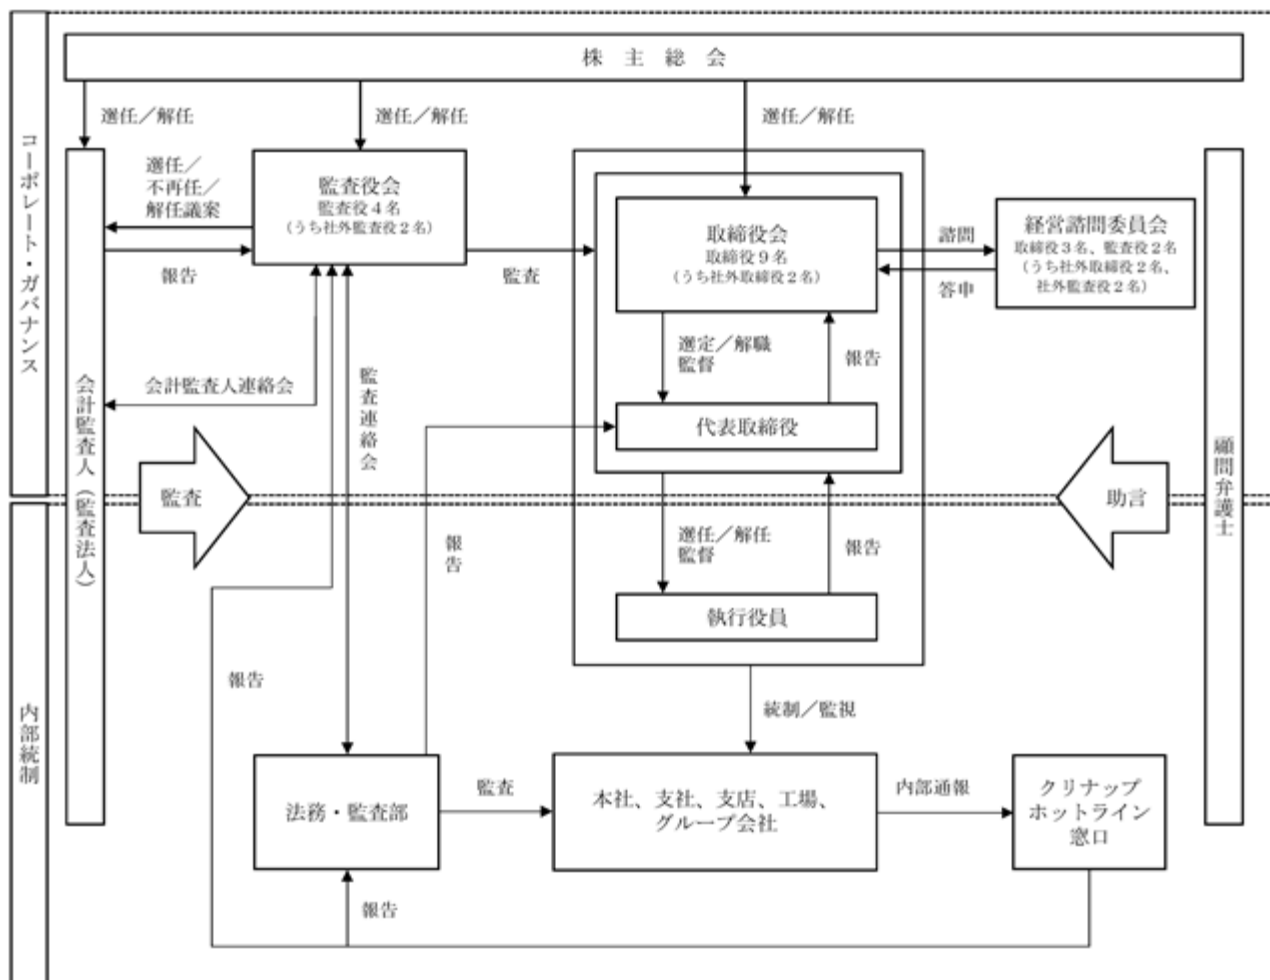 株主総会
選任／解任
選任／解任
選任／解任
コーポレート・ガバナンス
選任／
不再任／
解任議案
報告
監査役会
監査役４名
（うち社外監査役２名）
監査
取締役会
取締役９名
（うち社外取締役２名）
諮問
答申
経営諮問委員会
取締役３名、監査役２名
（うち社外取締役２名、
社外監査役２名）
選定／解職
監督
報告
会計監査人連絡会
監査連絡会
会計監査人（監査法人）
代表取締役
顧問弁護士
監査
助言
報告
選任／解任
監督
報告
執行役員
報告
統制／監視
内部統制
法務・監査部
監査
本社、支社、支店、工場、
グループ会社
内部通報
クリナップ
ホットライン
窓口
報告